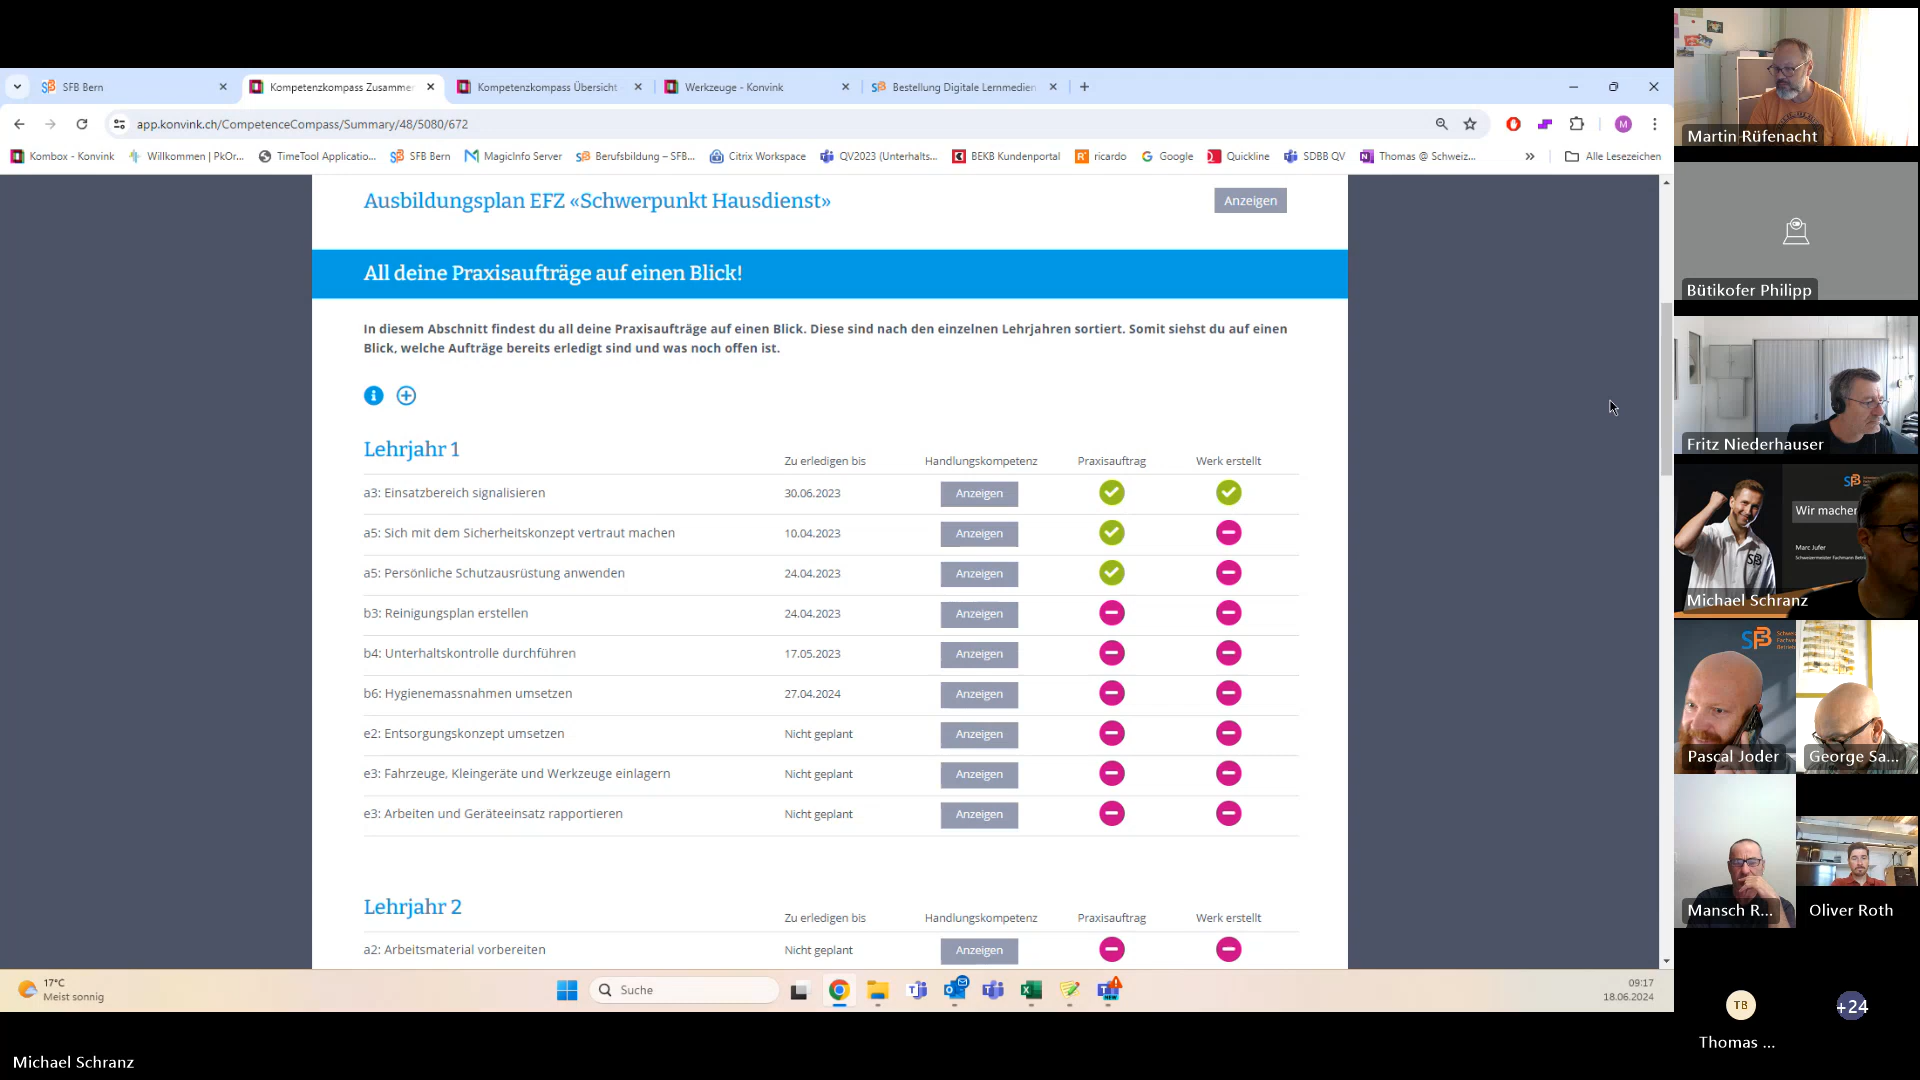 SFB Bern
Kompetenzkompass Zusamme
Kompetenzkompass Übersicht
Werkzeuge - Konvink
Bestellung Digitale Lernmedien
app.konvink.ch/CompetenceCompass/Summary/48/5080/672
M
Kombox - Konvink
Willkommen | PkOr...
TimeTool Applicatio...
SFB Bern
MagicInfo Server
Berufsbildung – SFB...
Citrix Workspace
QV2023 (Unterhalts...
BEKB Kundenportal
ricardo
Google
Quickline
SDBB QV
Thomas @ Schweiz...
»
Alle Lesezeichen
Ausbildungsplan EFZ «Schwerpunkt Hausdienst»
Anzeigen
All deine Praxisaufträge auf einen Blick!
In diesem Abschnitt findest du all deine Praxisaufträge auf einen Blick. Diese sind nach den einzelnen Lehrjahren sortiert. Somit siehst du auf einen
Blick, welche Aufträge bereits erledigt sind und was noch offen ist.
Lehrjahr 1
Zu erledigen bis Handlungskompetenz Praxisauftrag Werk erstellt
a3: Einsatzbereich signalisieren 30.06.2023 Anzeigen
a5: Sich mit dem Sicherheitskonzept vertraut machen 10.04.2023 Anzeigen
a5: Persönliche Schutzausrüstung anwenden 24.04.2023 Anzeigen
b3: Reinigungsplan erstellen 24.04.2023 Anzeigen
b4: Unterhaltskontrolle durchführen 17.05.2023 Anzeigen
b6: Hygienemassnahmen umsetzen 27.04.2024 Anzeigen
e2: Entsorgungskonzept umsetzen Nicht geplant Anzeigen
e3: Fahrzeuge, Kleingeräte und Werkzeuge einlagern Nicht geplant Anzeigen
e3: Arbeiten und Geräteeinsatz rapportieren Nicht geplant Anzeigen
Lehrjahr 2
Zu erledigen bis Handlungskompetenz Praxisauftrag Werk erstellt
a2: Arbeitsmaterial vorbereiten Nicht geplant Anzeigen
17°C
Meist sonnig
Suche
09:17
18.06.2024
Michael Schranz
Martin Rüfenacht
Bütikofer Philipp
Fritz Niederhauser
Wir machen
Marc Jufer
Michael Schranz
Pascal Joder
George Sa...
Mansch R...
Oliver Roth
TB
+24
Thomas ...